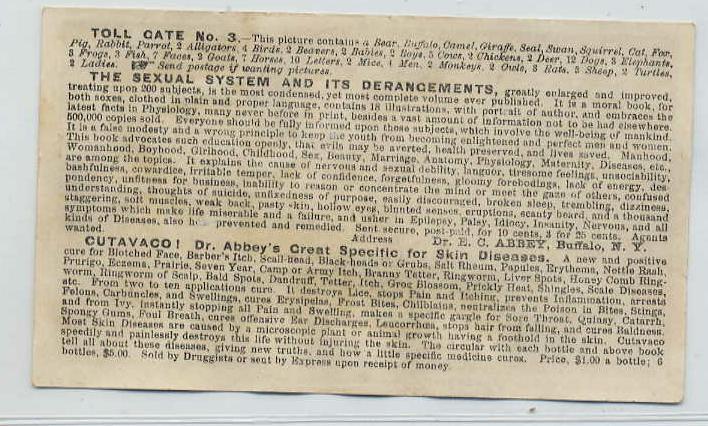 TOLL GATE No. 3.—This picture contains a Bear, Buffalo, Camel, Giraffe, Seal, Swan, Squirrel, Cat, Fox,
Pig, Rabbit, Parrot, 2 Alligators, 4 Birds, 2 Beavers, 2 Babies, 2 Boys, 5 Cows, 2 Chickens, 2 Deer, 12 Dogs, 3 Elephants,
3 Frogs, 3 Fish, 7 Faces, 2 Goats, 7 Horses, 10 Letters, 2 Mice, 4 Men, 2 Monkeys, 2 Owls, 3 Rats, 3 Sheep, 2 Turtles,
2 Ladies. Send postage if wanting pictures.
THE SEXUAL SYSTEM AND ITS DERANGEMENTS, greatly enlarged and improved,
treating upon 200 subjects, is the most condensed, yet most complete volume ever published. It is a moral book, for
both sexes, clothed in plain and proper language, contains 18 illustrations, with portrait of author, and embraces the
latest facts in Physiology, many never before in print, besides a vast amount of information not to be had elsewhere.
500,000 copies sold. Everyone should be fully informed upon these subjects, which involve the well-being of mankind.
It is a false modesty and a wrong principle to keep the youth from becoming enlightened and perfect men and women.
This book advocates such education openly, that evils may be averted, health preserved, and lives saved. Manhood,
Womanhood, Boyhood, Girlhood, Childhood, Sex, Beauty, Marriage, Anatomy, Physiology, Maternity, Diseases, etc.,
are among the topics. It explains the cause of nervous and sexual debility, languor, tiresome feelings, unsociability,
bashfulness, cowardice, irritable temper, lack of confidence, forgetfulness, gloomy forebodings, lack of energy, des-
pondency, unfitness for business, inability to reason or concentrate the mind or meet the gaze of others, confused
understanding, thoughts of suicide, unfixedness of purpose, easily discouraged, broken sleep, trembling, dizziness,
staggering, soft muscles, weak back, pasty skin, hollow eyes, blunted senses, eruptions, scanty beard, and a thousand
symptoms which make life miserable and a failure, and usher in Epilepsy, Palsy, Idiocy, Insanity, Nervous, and all
kinds of Diseases, also how prevented and remedied. Sent secure, post-paid, for 10 cents, 3 for 25 cents. Agents
wanted. Address Dr. E. C. ABBEY, Buffalo, N. Y.
CUTAVACO! Dr. Abbey's Great Specific for Skin Diseases. A new and positive
cure for Blotched Face, Barber's Itch, Scall-head, Black-heads or Grubs, Salt Rheum, Papules, Erythema, Nettle Rash,
Prurigo, Eczema, Prairie, Seven Year, Camp or Army Itch, Branny Tetter, Ringworm, Liver Spots, Honey Comb Ring-
worm, Ringworm of Scalp, Bald Spots, Dandruff, Tetter, Itch, Groc Blossom, Prickly Heat, Shingles, Scale Diseases,
etc. From two to ten applications cure. It destroys Lice, stops Pain and Itching, prevents Inflammation, arrests
Felons, Carbuncles, and Swellings, cures Erysipelas, Frost Bites, Chilblains, neutralizes the Poison in Bites, Stings,
and from Ivy. Instantly stopping all Pain and Swelling, makes a specific gargle for Sore Throat, Quinsy, Catarrh,
Spongy Gums, Foul Breath, cures offensive Ear Discharges, Leucorrhœa, stops hair from falling, and cures Baldness.
Most Skin Diseases are caused by a microscopic plant or animal growth having a foothold in the skin. Cutavaco
speedily and painlessly destroys this life without injuring the skin. The circular with each bottle and above book
tell all about these diseases, giving new truths, and how a little specific medicine cures. Price, $1.00 a bottle; 6
bottles, $5.00. Sold by Druggists or sent by Express upon receipt of money.